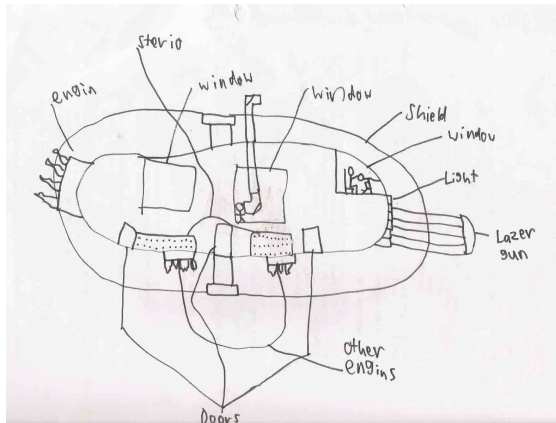 sterio
window
window
engin
shield
window
Light
Lazer
gun
other
engins
Doors